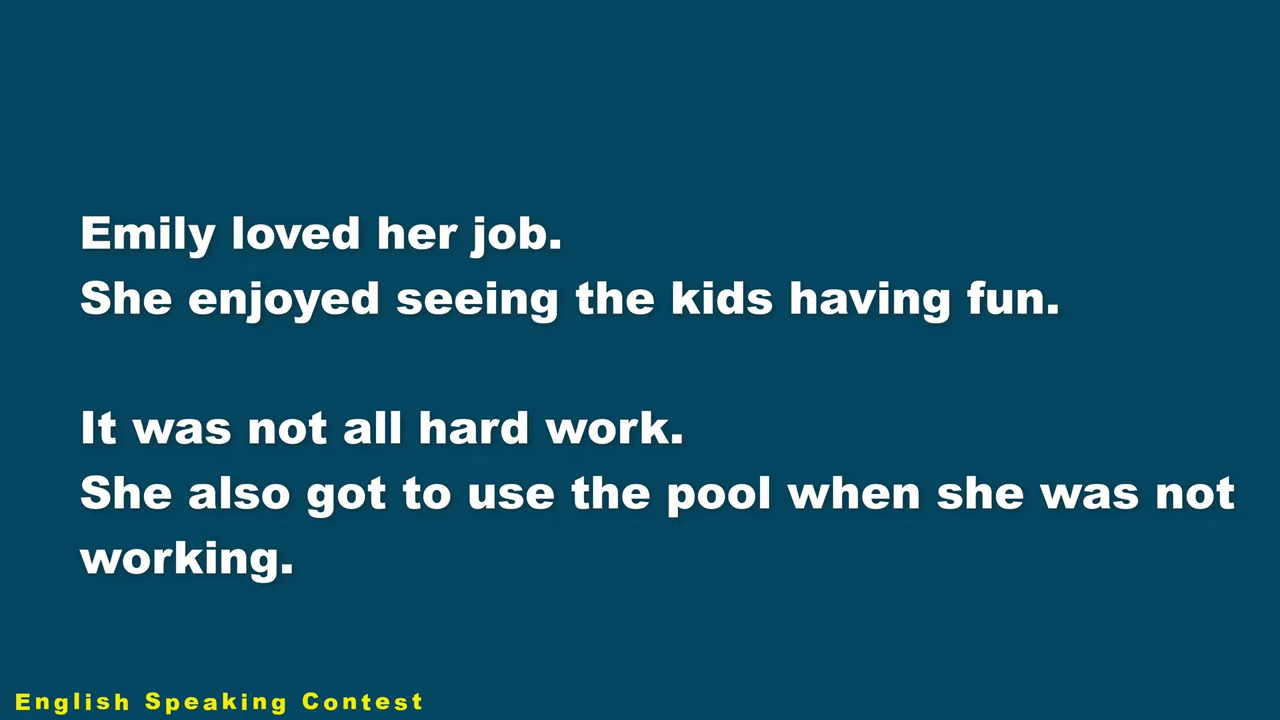 Emily loved her job.
She enjoyed seeing the kids having fun.
It was not all hard work.
She also got to use the pool when she was not
working.
English Speaking Contest